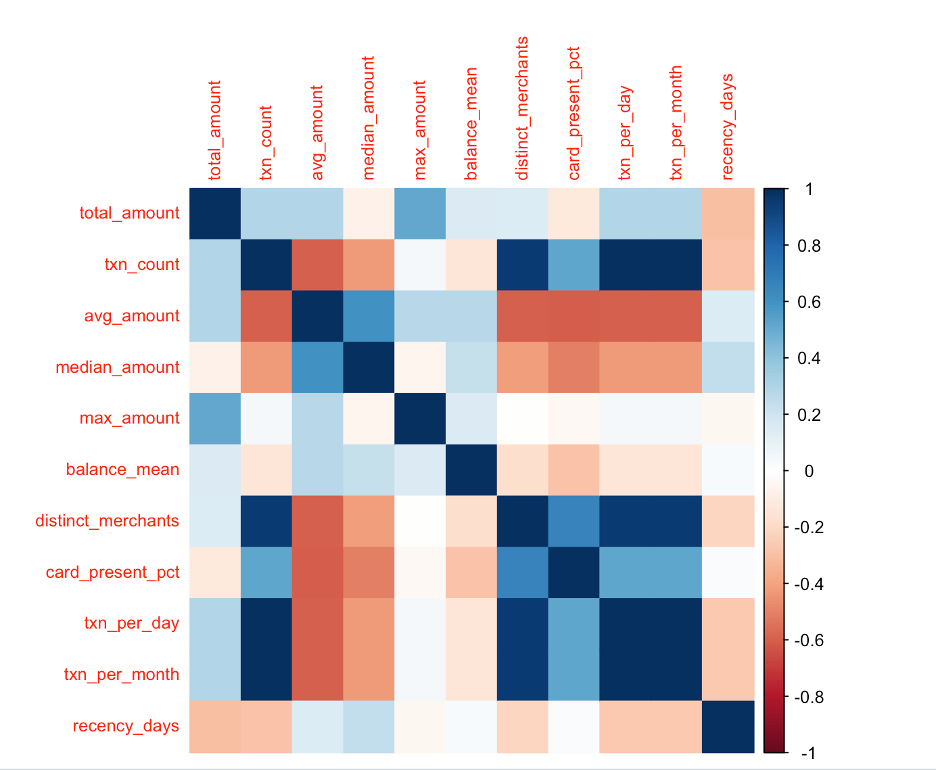 total_amount
txn_count
avg_amount
median_amount
max_amount
balance_mean
distinct_merchants
card_present_pct
txn_per_day
txn_per_month
recency_days
total_amount
txn_count
avg_amount
median_amount
max_amount
balance_mean
distinct_merchants
card_present_pct
txn_per_day
txn_per_month
recency_days
1
0.8
0.6
0.4
0.2
0
-0.2
-0.4
-0.6
-0.8
-1